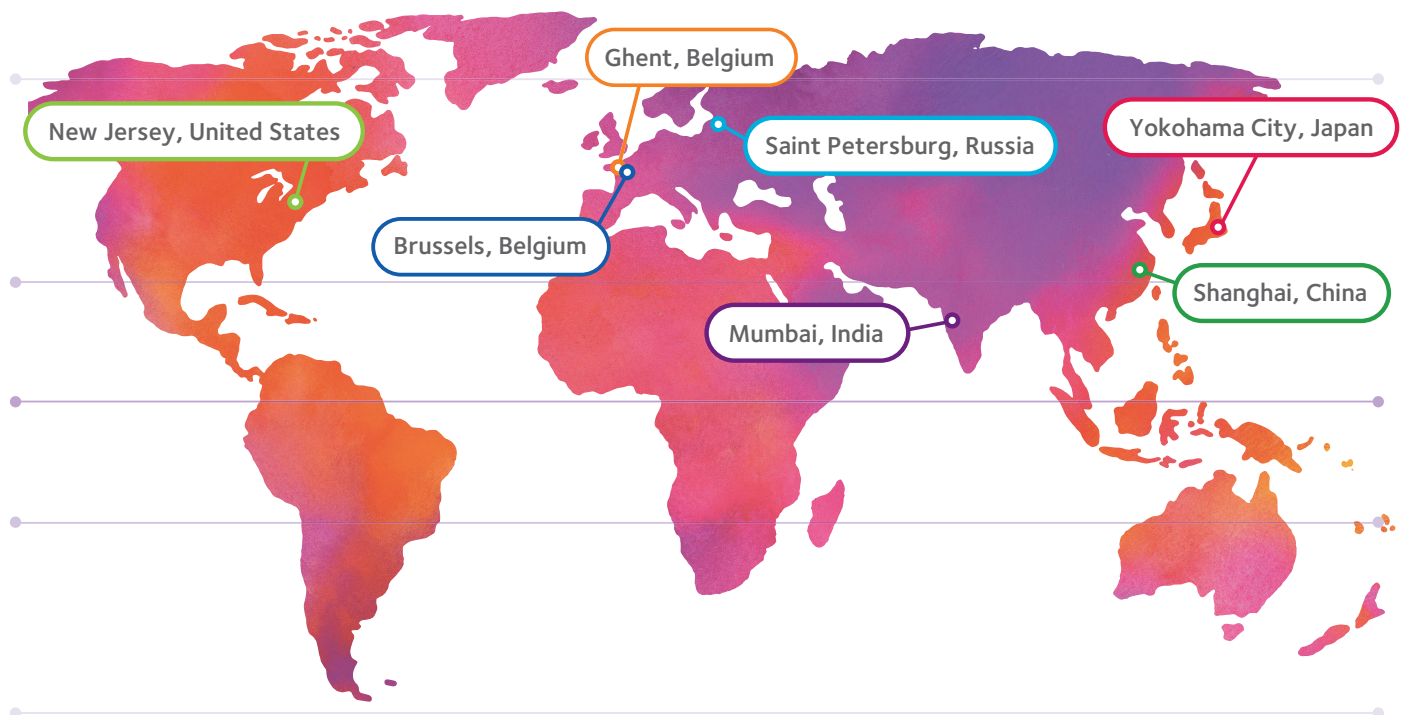 Ghent, Belgium
New Jersey, United States
Yokohama City, Japan
Saint Petersburg, Russia
Brussels, Belgium
Shanghai, China
Mumbai, India